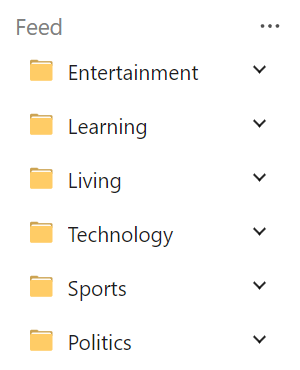 Feed
Entertainment
Learning
Living
Technology
Sports
Politics